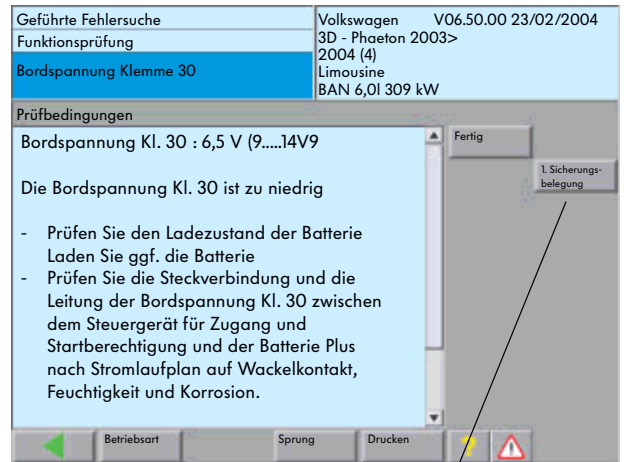 Geführte Fehlersuche
Funktionsprüfung
Bordspannung Klemme 30
Volkswagen V06.50.00 23/02/2004
3D - Phaeton 2003>
2004 (4)
Limousine
BAN 6,0l 309 kW
Prüfbedingungen
Bordspannung Kl. 30 : 6,5 V (9.....14V9
Die Bordspannung Kl. 30 ist zu niedrig
- Prüfen Sie den Ladezustand der Batterie
Laden Sie ggf. die Batterie
- Prüfen Sie die Steckverbindung und die
Leitung der Bordspannung Kl. 30 zwischen
dem Steuergerät für Zugang und
Startberechtigung und der Batterie Plus
nach Stromlaufplan auf Wackelkontakt,
Feuchtigkeit und Korrosion.
Fertig
1. Sicherungs-
belegung
Betriebsart
Sprung
Drucken
?